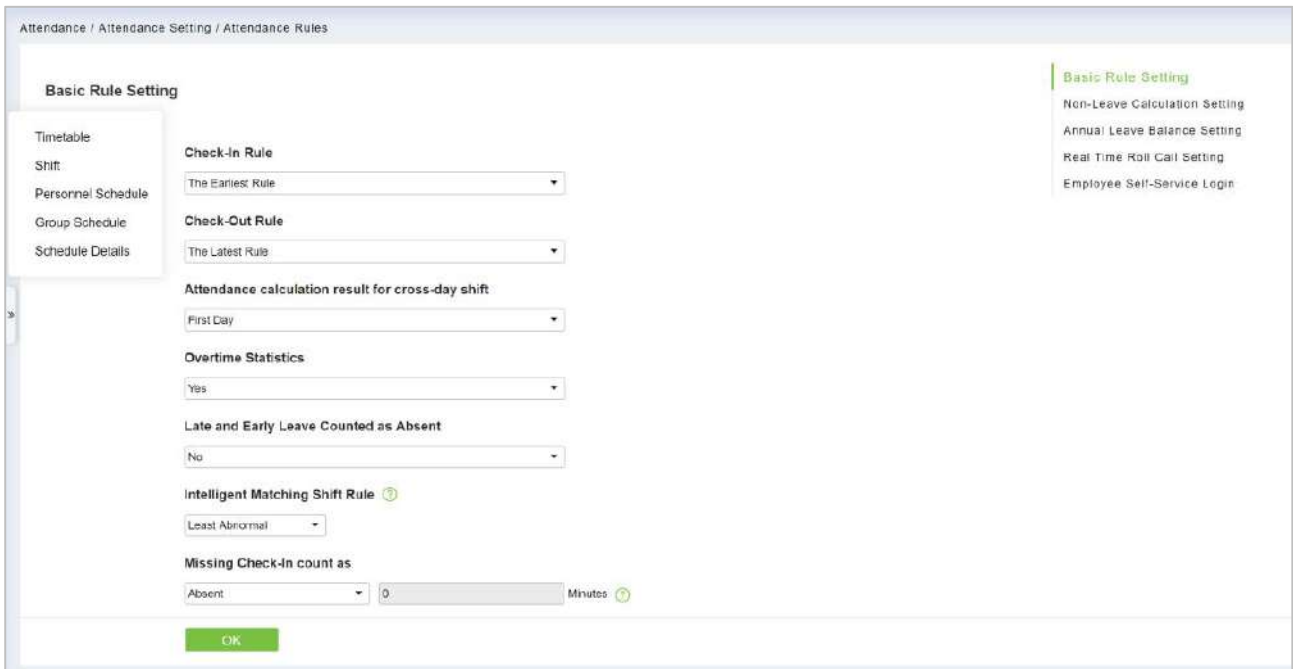 Attendance / Attendance Setting / Attendance Rules
Basic Rule Setting
Timetable
Shift
Personnel Schedule
Group Schedule
Schedule Details
»
Check-In Rule
The Earliest Rule
Check-Out Rule
The Latest Rule
Attendance calculation result for cross-day shift
First Day
Overtime Statistics
Yes
Late and Early Leave Counted as Absent
No
Intelligent Matching Shift Rule ?
Least Abnormal
Missing Check-In count as
Absent 0 Minutes ?
OK
Basic Rule Setting
Non-Leave Calculation Setting
Annual Leave Balance Setting
Real Time Roll Call Setting
Employee Self-Service Login